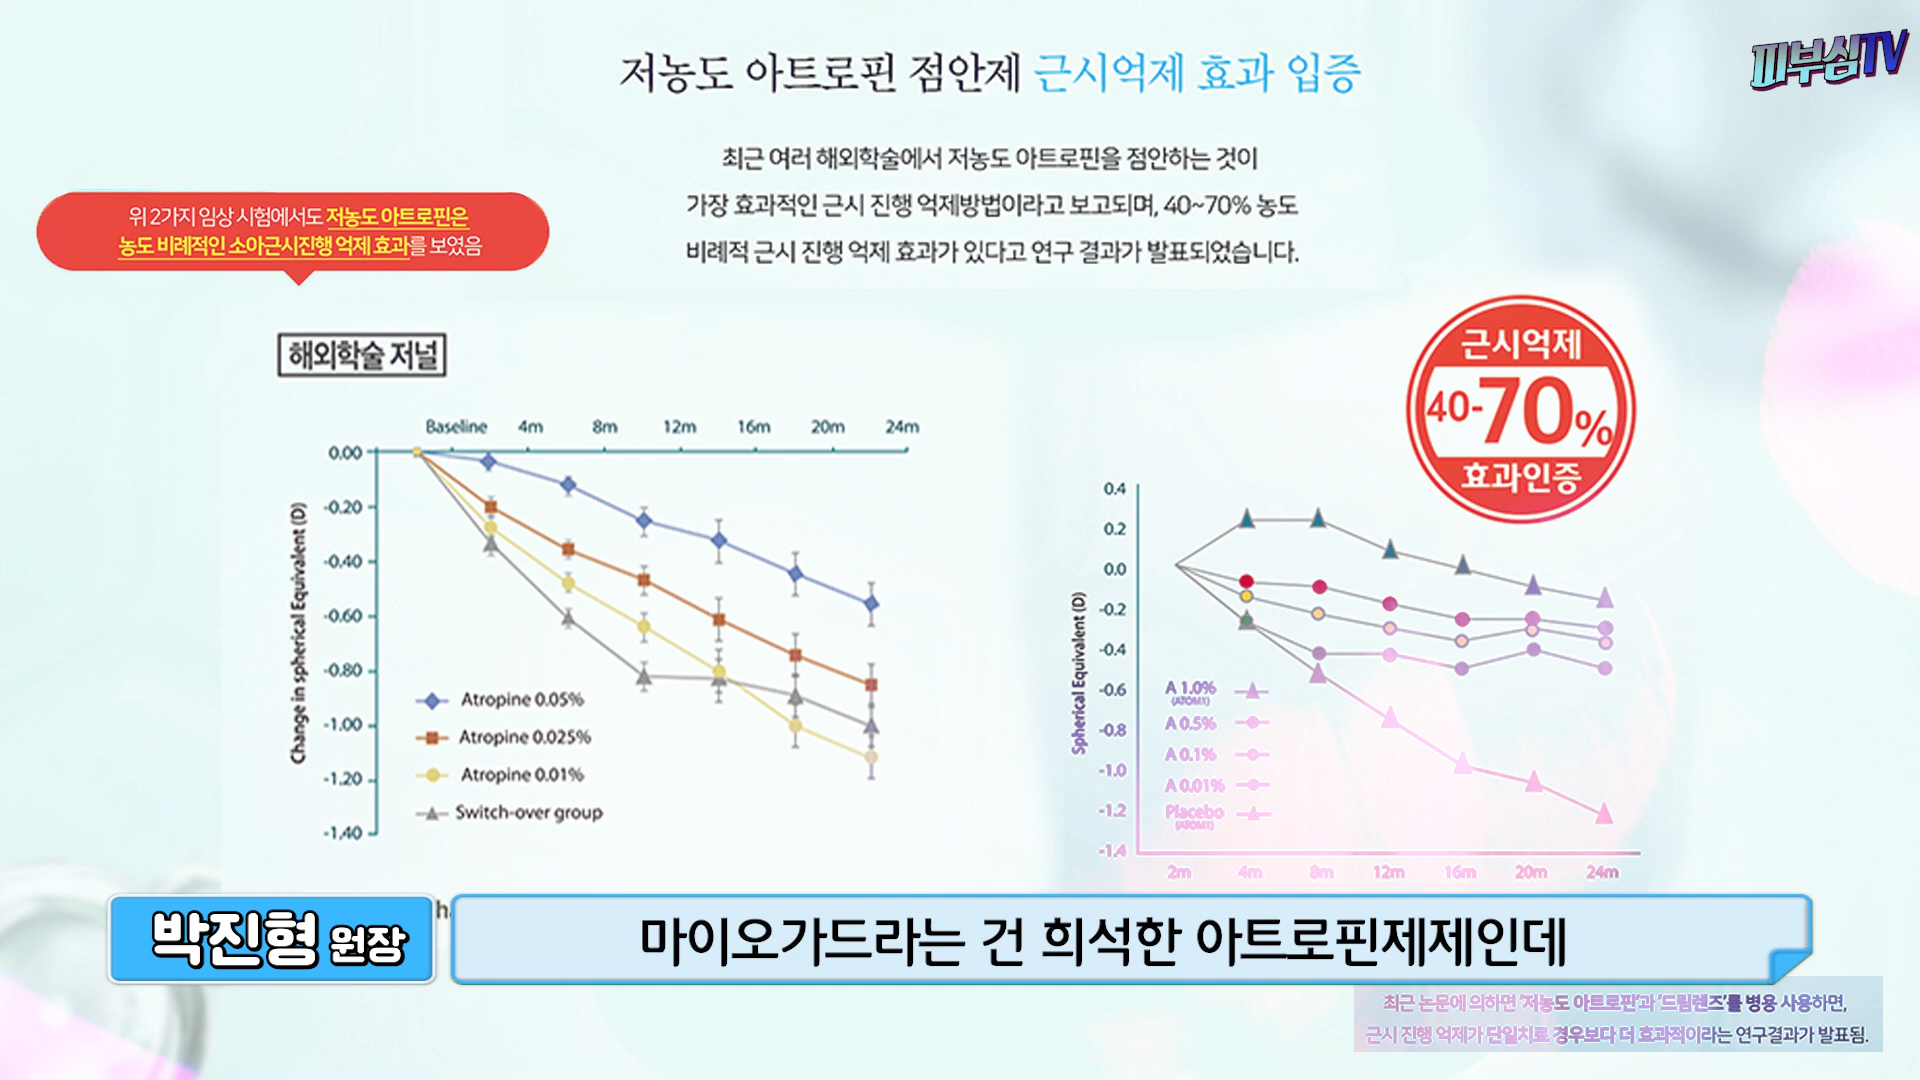 저농도 아트로핀 점안제 근시억제 효과 입증
피부심TV
최근 여러 해외학술에서 저농도 아트로핀을 점안하는 것이
가장 효과적인 근시 진행 억제방법이라고 보고되며, 40~70% 농도
비례적 근시 진행 억제 효과가 있다고 연구 결과가 발표되었습니다.
위 2가지 임상 시험에서도 저농도 아트로핀은
농도 비례적인 소아근시진행 억제 효과를 보였음
해외학술 저널
Baseline 4m 8m 12m 16m 20m 24m
0.00
-0.20
-0.40
-0.60
-0.80
-1.00
-1.20
-1.40
Change in spherical Equivalent (D)
Atropine 0.05%
Atropine 0.025%
Atropine 0.01%
Switch-over group
근시억제
40-70%
효과인증
0.4
0.2
0.0
-0.2
-0.4
-0.6
-0.8
-1.0
-1.2
-1.4
Spherical Equivalent (D)
A 1.0%
(ATOM1)
A 0.5%
A 0.1%
A 0.01%
Placebo
(ATOM1)
2m 4m 8m 12m 16m 20m 24m
박진형 원장
마이오가드라는 건 희석한 아트로핀제제인데
최근 논문에 의하면 '저농도 아트로핀'과 '드림렌즈'를 병용 사용하면,
근시 진행 억제가 단일치료 경우보다 더 효과적이라는 연구결과가 발표됨.